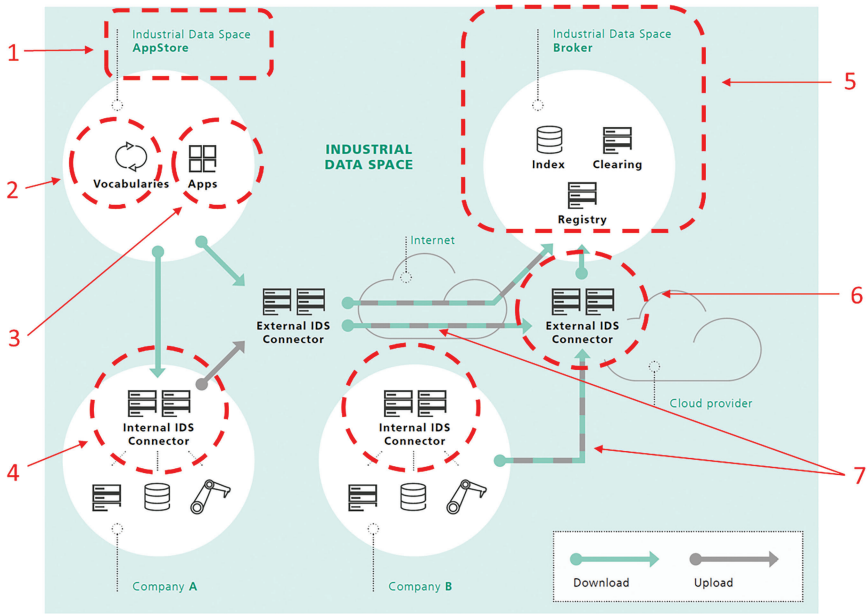 1
Industrial Data Space
AppStore
Industrial Data Space
Broker
5
INDUSTRIAL
DATA SPACE
Index
Clearing
2
Vocabularies
Apps
Registry
Internet
6
3
External IDS
Connector
External IDS
Connector
Cloud provider
Internal IDS
Connector
Internal IDS
Connector
4
7
Company A
Company B
Download
Upload